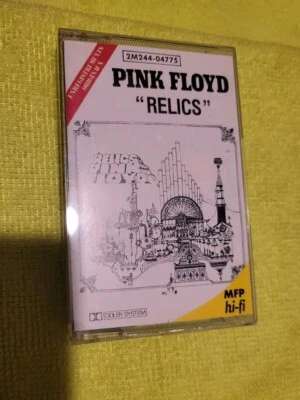 2M244-04775
PINK FLOYD
"RELICS"
RELICS
PINK
FLOYD
MFP
hi-fi
DOLBY SYSTEM